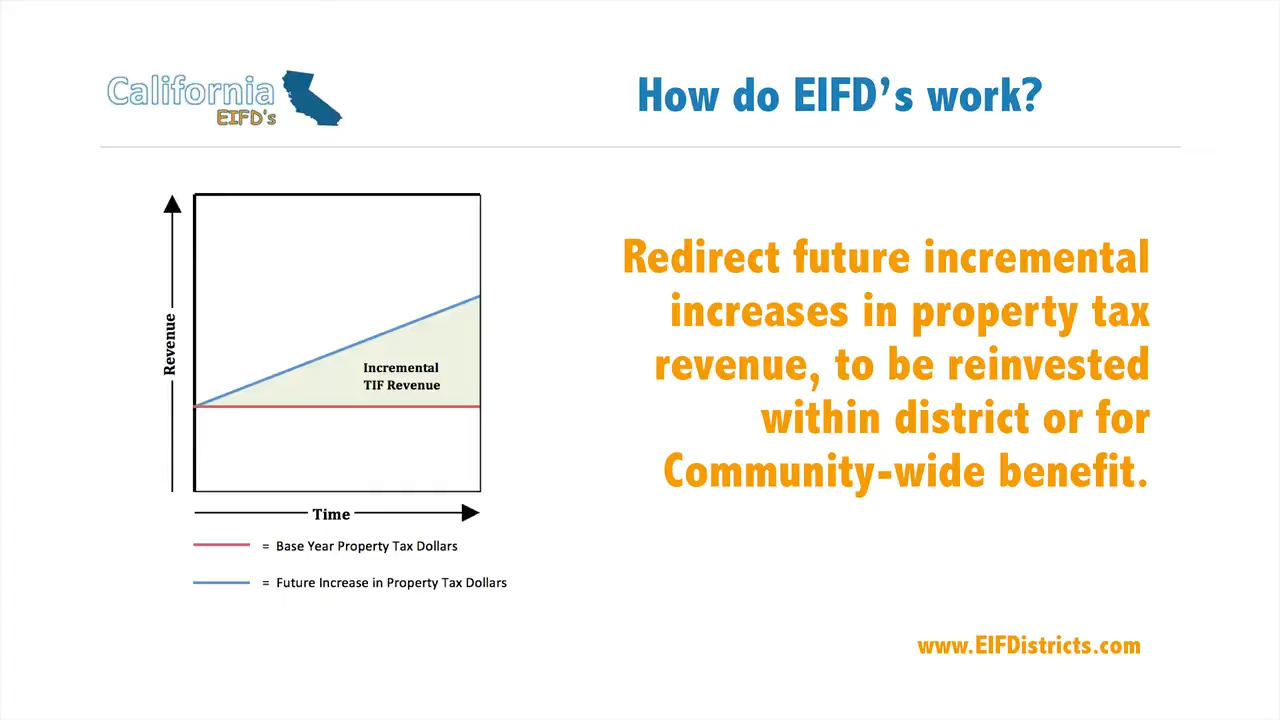 California
EIFD's
How do EIFD’s work?
Revenue
Incremental
TIF Revenue
Time
= Base Year Property Tax Dollars
= Future Increase in Property Tax Dollars
Redirect future incremental
increases in property tax
revenue, to be reinvested
within district or for
Community-wide benefit.
www.EIFDistricts.com